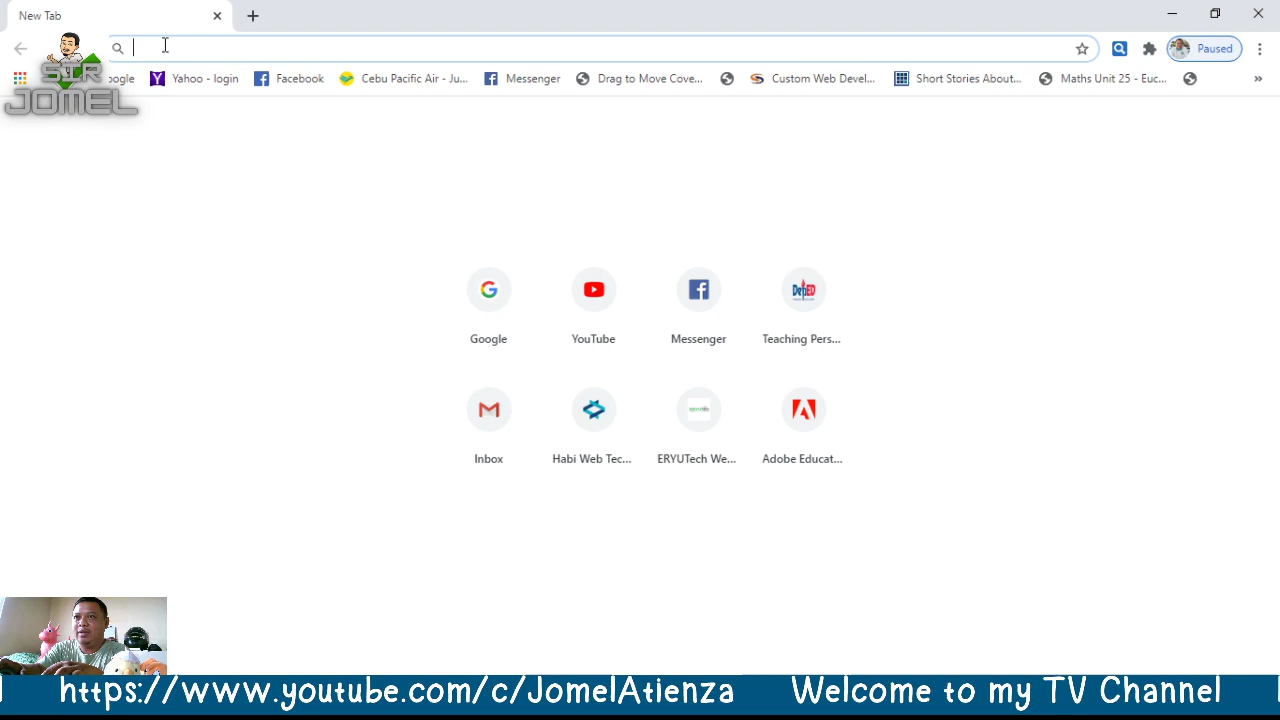 New Tab
Paused
SIR
JOMEL
ogle
Yahoo - login
Facebook
Cebu Pacific Air - Ju...
Messenger
Drag to Move Cove...
Custom Web Devel...
Short Stories About...
Maths Unit 25 - Euc...
Google
YouTube
Messenger
DepED
Teaching Pers...
Inbox
Habi Web Tec...
ERYUTech We...
Adobe Educat...
https://www.youtube.com/c/JomelAtienza Welcome to my TV Channel